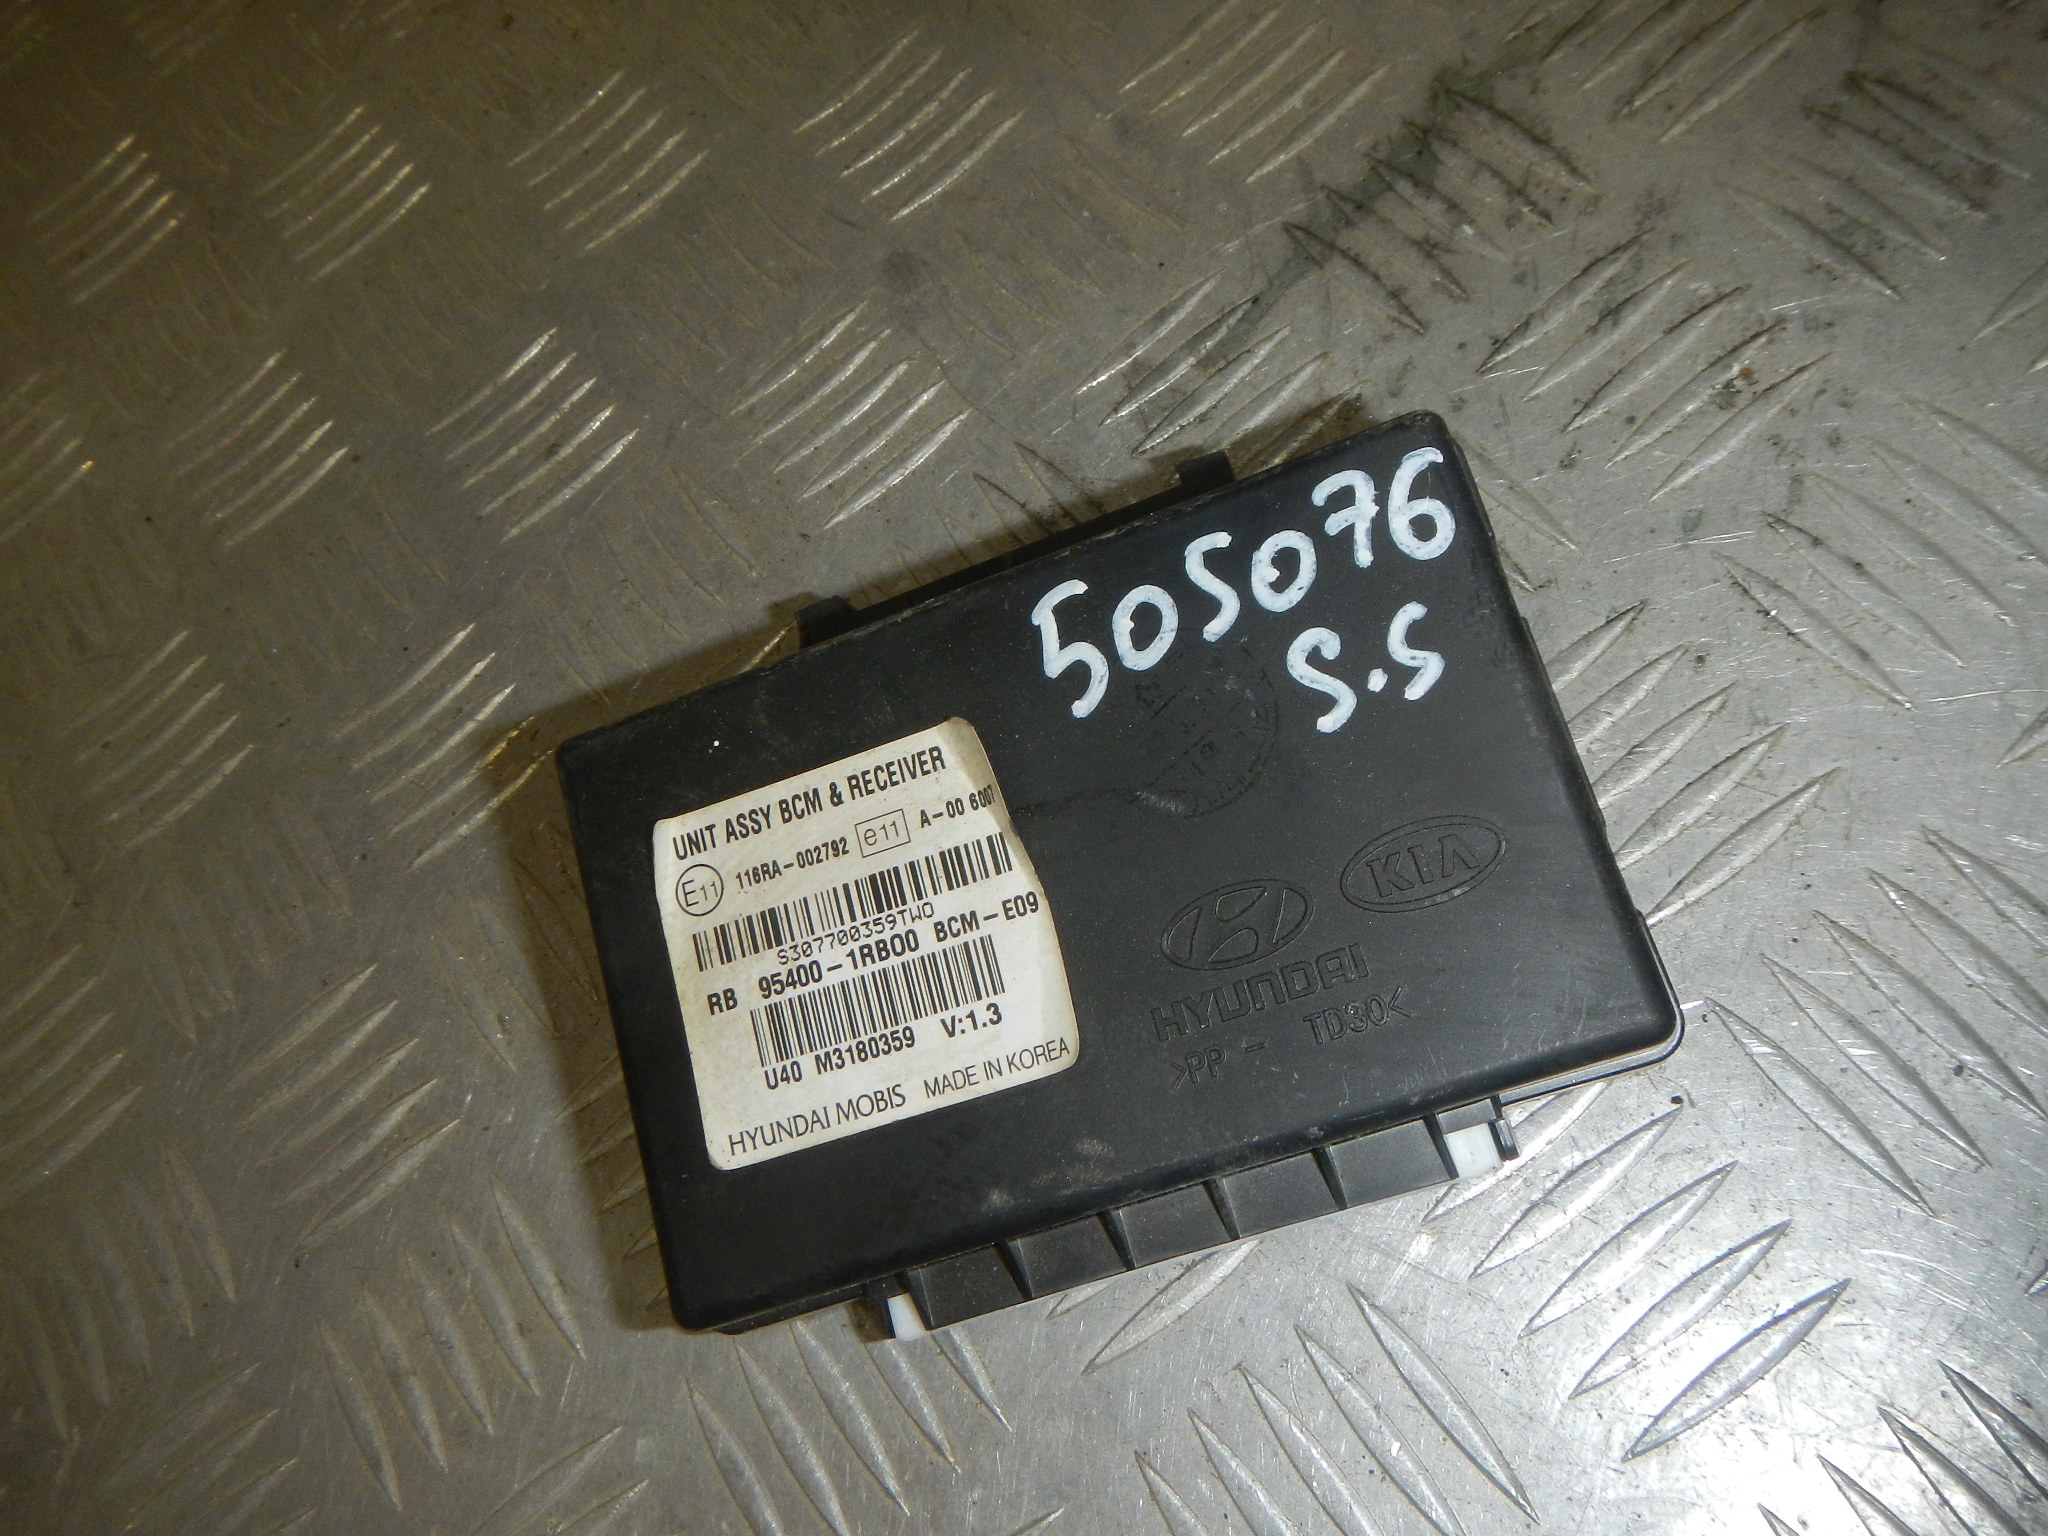 505076
S.S
UNIT ASSY BCM & RECEIVER
E11 116RA-002792 e11 A-00 6007
S307700359TWO
RB 95400-1RB00 BCM-E09
U40 M3180359 V:1.3
HYUNDAI MOBIS MADE IN KOREA
KIA
HYUNDAI
>PP - TD30<